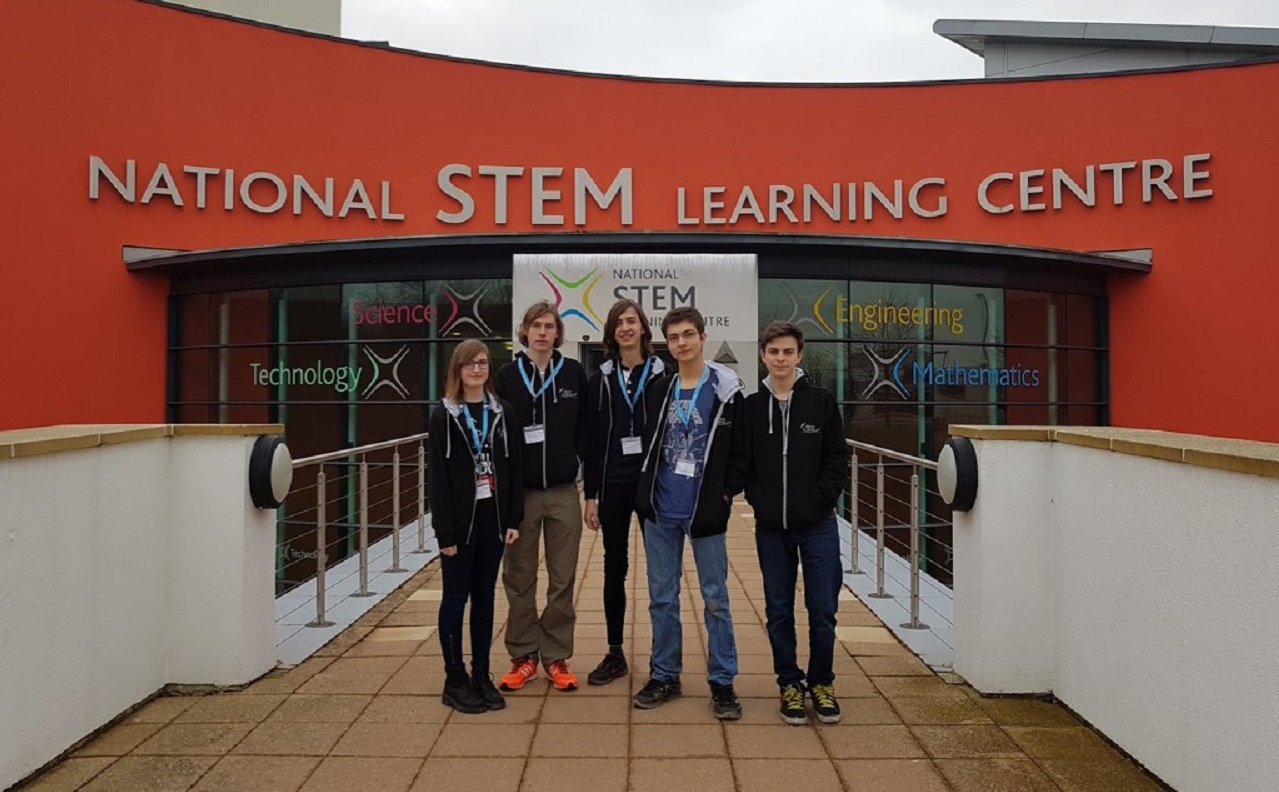 NATIONAL STEM LEARNING CENTRE
NATIONAL
STEM
Science
Engineering
Technology
Mathematics